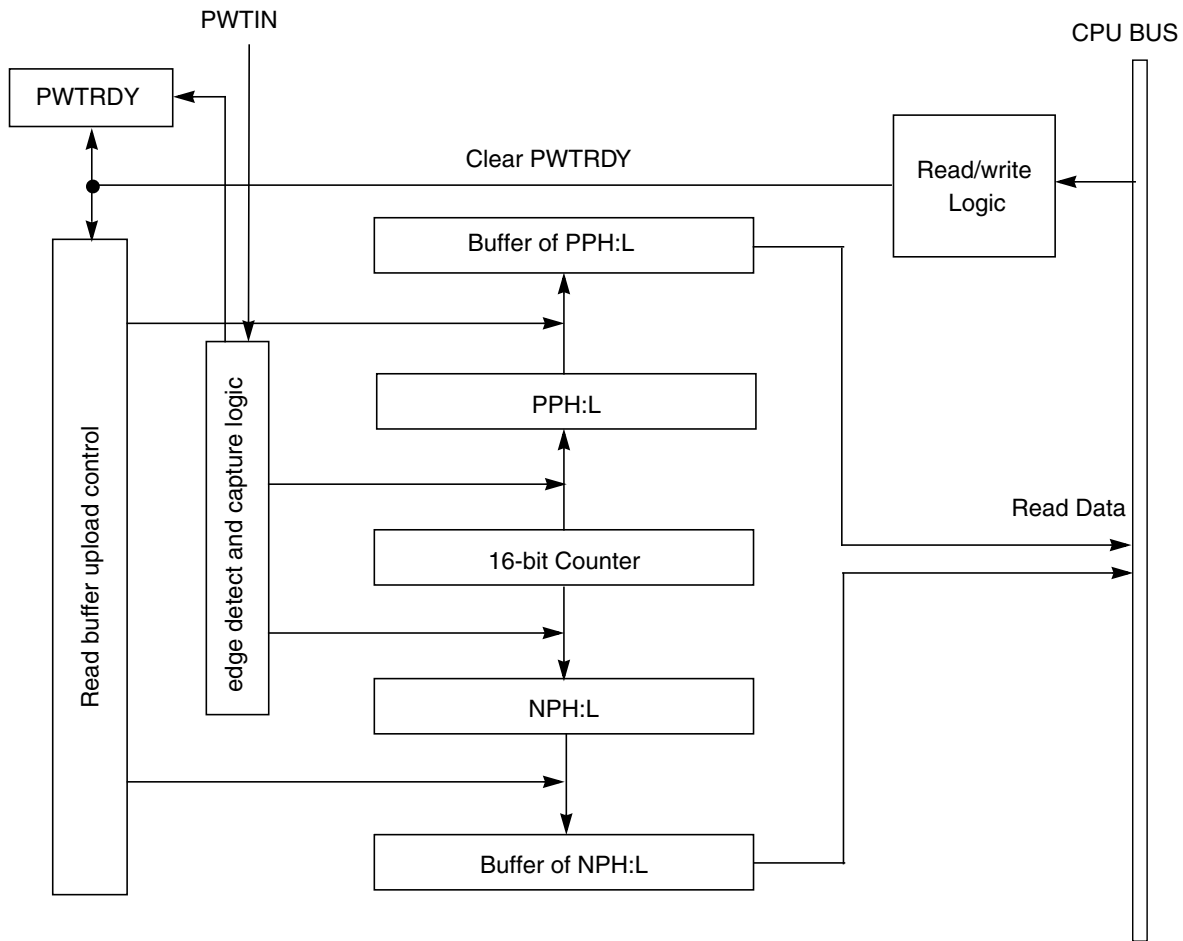 PWTIN
CPU BUS
PWTRDY
Clear PWTRDY
Read/write
Logic
Buffer of PPH:L
PPH:L
Read buffer upload control
edge detect and capture logic
Read Data
16-bit Counter
NPH:L
Buffer of NPH:L